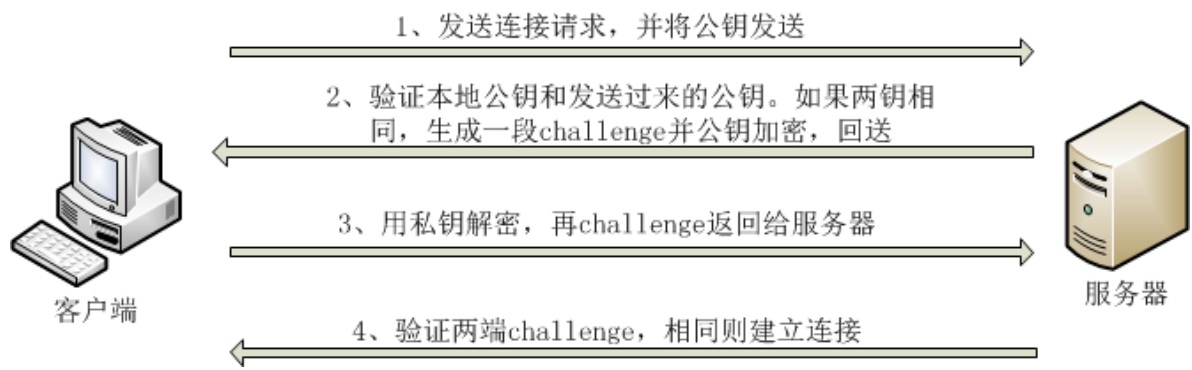 1、发送连接请求，并将公钥发送
2、验证本地公钥和发送过来的公钥。如果两钥相
同，生成一段challenge并公钥加密，回送
3、用私钥解密，再challenge返回给服务器
客户端
服务器
4、验证两端challenge，相同则建立连接